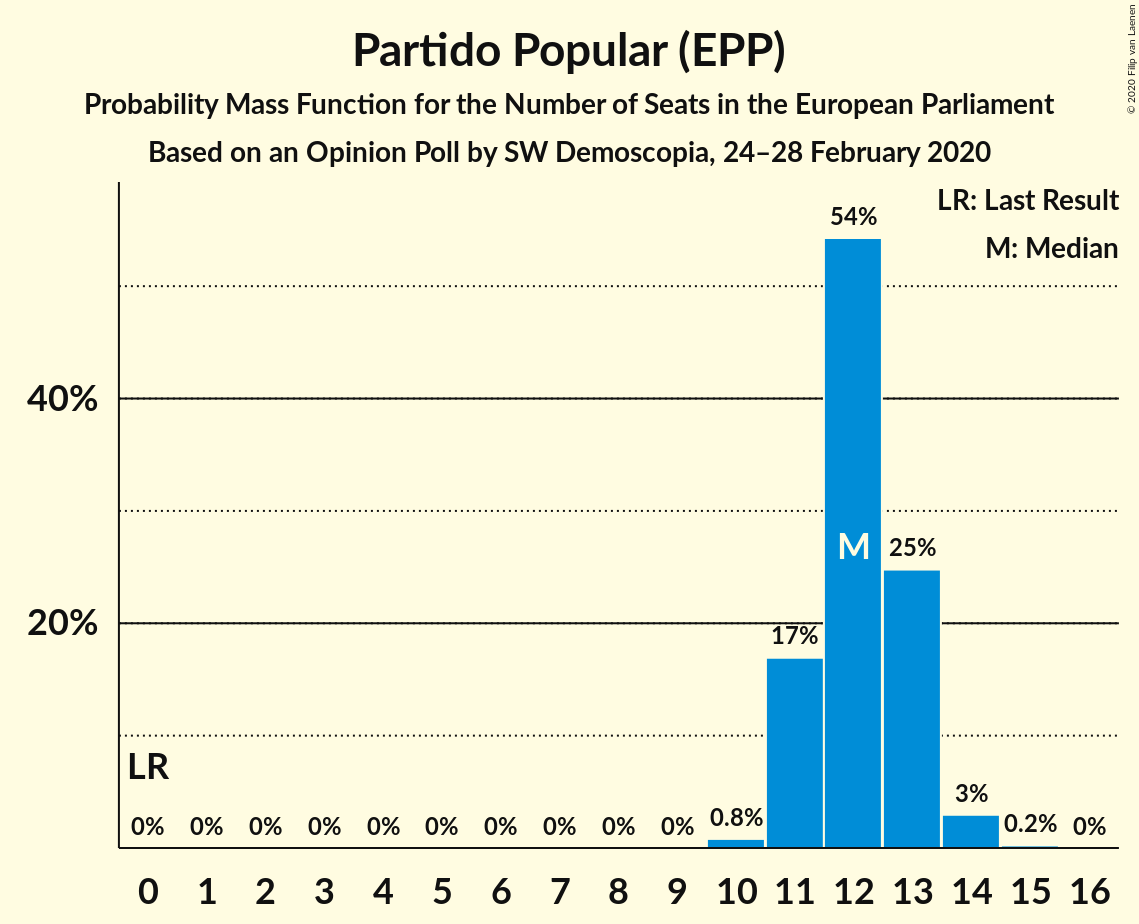 Partido Popular (EPP)
Probability Mass Function for the Number of Seats in the European Parliament
Based on an Opinion Poll by SW Demoscopia, 24–28 February 2020
© 2020 Filip van Laenen
LR: Last Result
M: Median
54%
40%
M
25%
20%
17%
LR
0% 0% 0% 0% 0% 0% 0% 0% 0% 0% 0.8% 3% 0.2% 0%
0 1 2 3 4 5 6 7 8 9 10 11 12 13 14 15 16